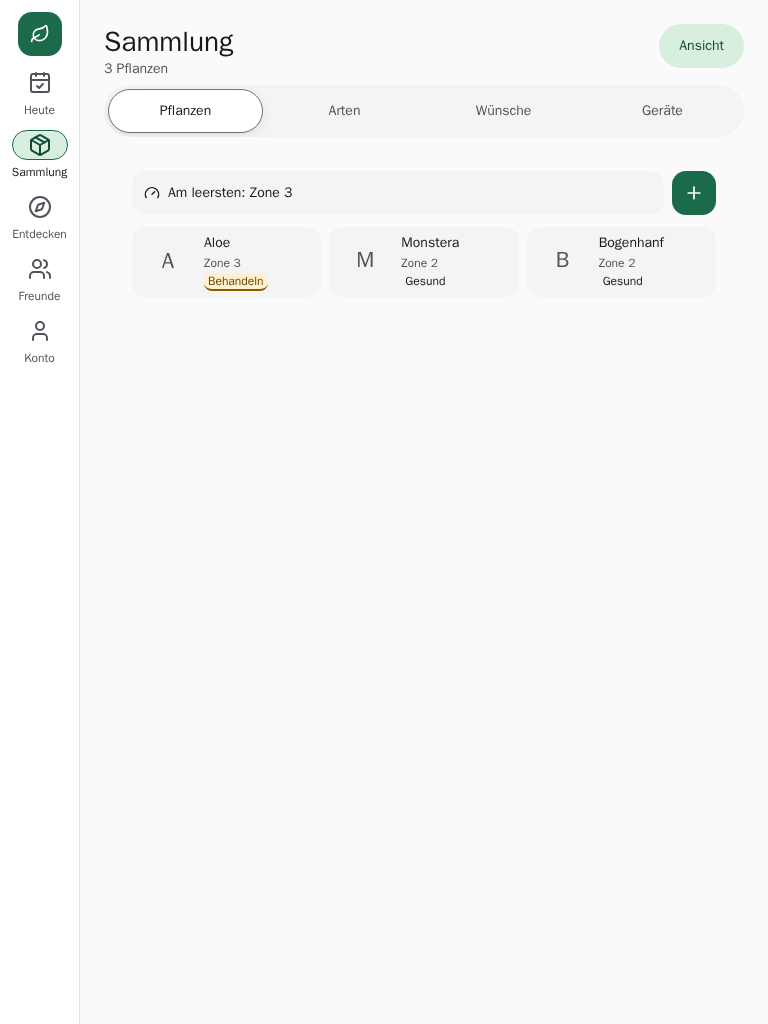 Heute
Sammlung
Entdecken
Freunde
Konto
Sammlung
3 Pflanzen
Ansicht
Pflanzen
Arten
Wünsche
Geräte
Am leersten: Zone 3
A
Aloe
Zone 3
Behandeln
M
Monstera
Zone 2
Gesund
B
Bogenhanf
Zone 2
Gesund